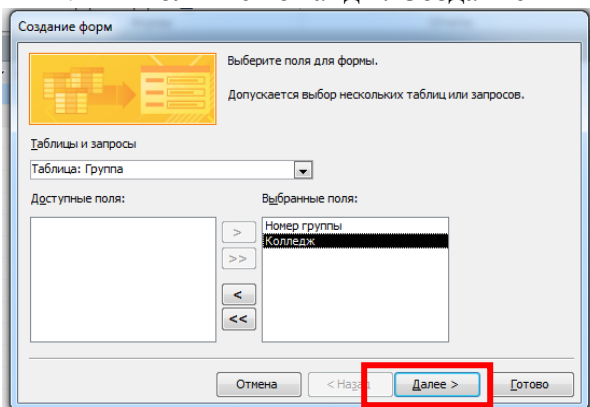 Создание форм
Выберите поля для формы.
Допускается выбор нескольких таблиц или запросов.
Таблицы и запросы
Таблица: Группа
Доступные поля:
Выбранные поля:
Номер группы
Колледж
>
>>
<
<<
Отмена
< Назад
Далее >
Готово